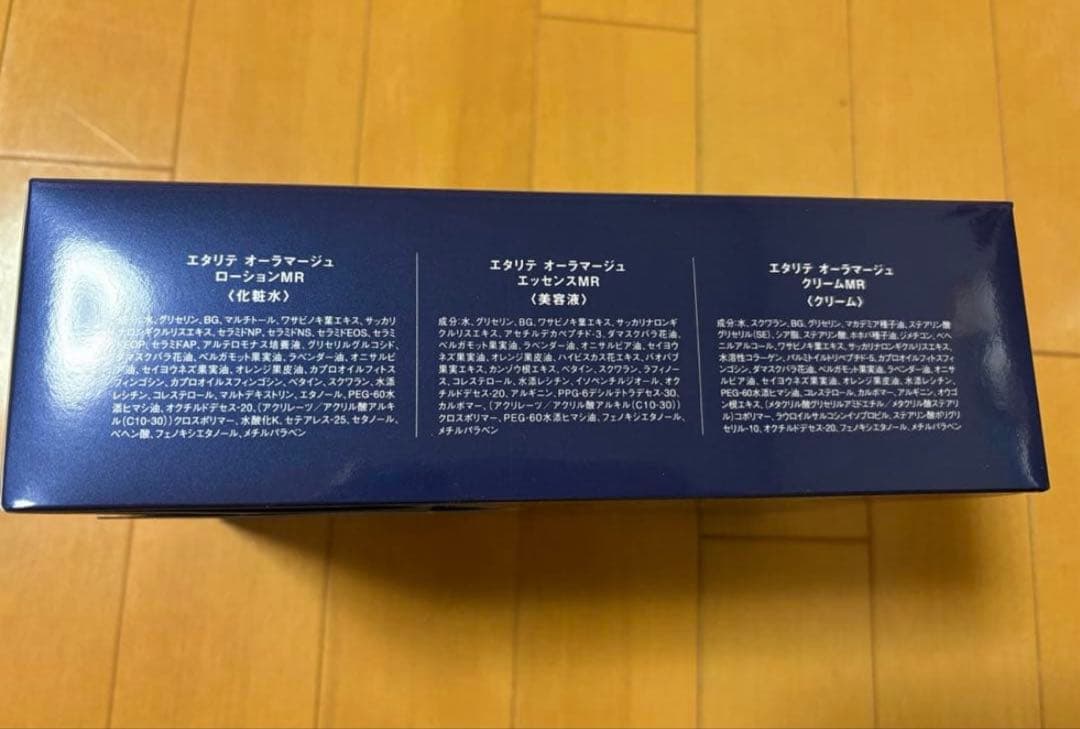 エタリテ オーラマージュ
ローションMR
〈化粧水〉
成分:水、グリセリン、BG、マルチトール、ワサビノキ葉エキス、サッカリ
ナロンギクルリスエキス、セラミドNP、セラミドNS、セラミドEOS、セラミ
ドEOP、セラミドAP、アルテロモナス培養液、グリセリルグルコシド、
ダマスクバラ花油、ベルガモット果実油、ラベンダー油、オニサルビ
ア油、セイヨウネズ果実油、オレンジ果皮油、カプロオイルフィトス
フィンゴシン、カプロオイルスフィンゴシン、ベタイン、スクワラン、水添
レシチン、コレステロール、マルトデキストリン、エタノール、PEG-60水
添ヒマシ油、オクチルドデセス-20、(アクリレーツ/アクリル酸アルキ
ル(C10-30))クロスポリマー、水酸化K、セテアレス-25、セタノール、
ベヘン酸、フェノキシエタノール、メチルパラベン
エタリテ オーラマージュ
エッセンスMR
〈美容液〉
成分:水、グリセリン、BG、ワサビノキ葉エキス、サッカリナロンギ
クルリスエキス、アセチルデカペプチド-3、ダマスクバラ花油、
ベルガモット果実油、ラベンダー油、オニサルビア油、セイヨウ
ネズ果実油、オレンジ果皮油、ハイビスカス花エキス、バオバブ
果実エキス、カンゾウ根エキス、ベタイン、スクワラン、ラフィノー
ス、コレステロール、水添レシチン、イソペンチルジオール、オク
チルドデセス-20、アルギニン、PPG-6デシルテトラデセス-30、
カルボマー、(アクリレーツ/アクリル酸アルキル(C10-30))
クロスポリマー、PEG-60水添ヒマシ油、フェノキシエタノール、
メチルパラベン
エタリテ オーラマージュ
クリームMR
〈クリーム〉
成分:水、スクワラン、BG、グリセリン、マカデミア種子油、ステアリン酸
グリセリル(SE)、シア脂、ステアリン酸、ホホバ種子油、ジメチコン、ベヘ
ニルアルコール、ワサビノキ葉エキス、サッカリナロンギクルリスエキス、
水溶性コラーゲン、パルミトイルトリペプチド-5、カプロオイルフィトスフィ
ンゴシン、ダマスクバラ花油、ベルガモット果実油、ラベンダー油、オニサ
ルビア油、セイヨウネズ果実油、オレンジ果皮油、水添レシチン、
PEG-60水添ヒマシ油、コレステロール、カルボマー、アルギニン、オウゴ
ン根エキス、(メタクリル酸グリセリルアミドエチル/メタクリル酸ステアリ
ル)コポリマー、ラウロイルサルコシンイソプロピル、ステアリン酸ポリグリ
セリル-10、オクチルドデセス-20、フェノキシエタノール、メチルパラベン